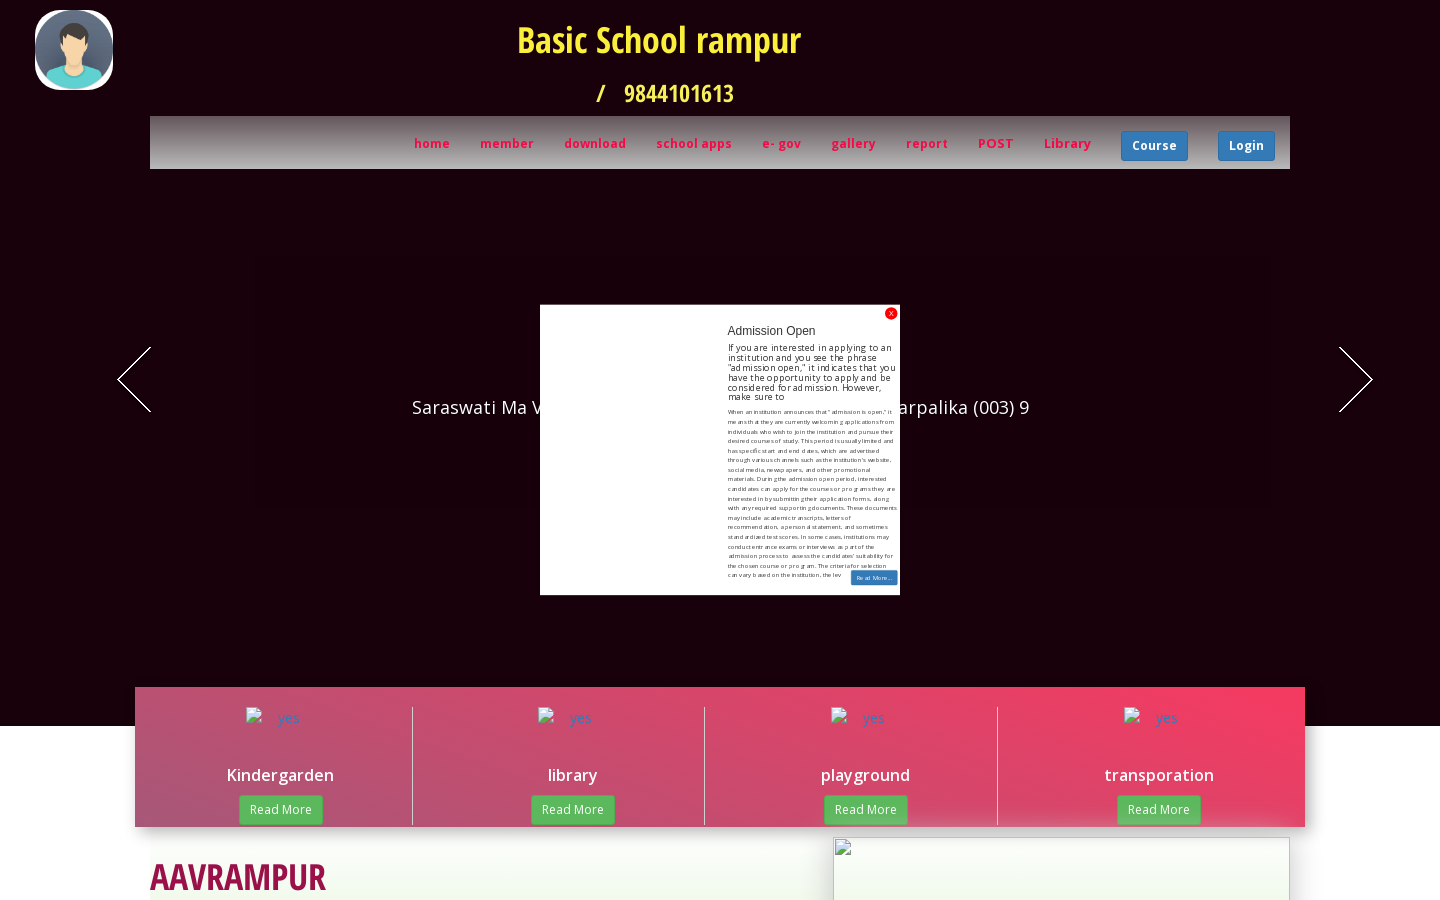 Basic School rampur
/ 9844101613
home member download school apps e- gov gallery report POST Library Course Login
X
Admission Open
If you are interested in applying to an
institution and you see the phrase
"admission open," it indicates that you
have the opportunity to apply and be
considered for admission. However,
make sure to
Saraswati Ma
arpalika (003) 9
When an institution announces that "admission is open," it
means that they are currently welcoming applications from
individuals who wish to join the institution and pursue their
desired courses of study. This period is usually limited and
has specific start and end dates, which are advertised
through various channels such as the institution's website,
social media, newspapers, and other promotional
materials. During the admission open period, interested
candidates can apply for the courses or programs they are
interested in by submitting their application forms, along
with any required supporting documents. These documents
may include academic transcripts, letters of
recommendation, a personal statement, and sometimes
standardized test scores. In some cases, institutions may
conduct entrance exams or interviews as part of the
admission process to assess the candidates' suitability for
the chosen course or program. The criteria for selection
can vary based on the institution, the lev
Read More...
yes yes yes yes
Kindergarden library playground transporation
Read More Read More Read More Read More
AAVRAMPUR